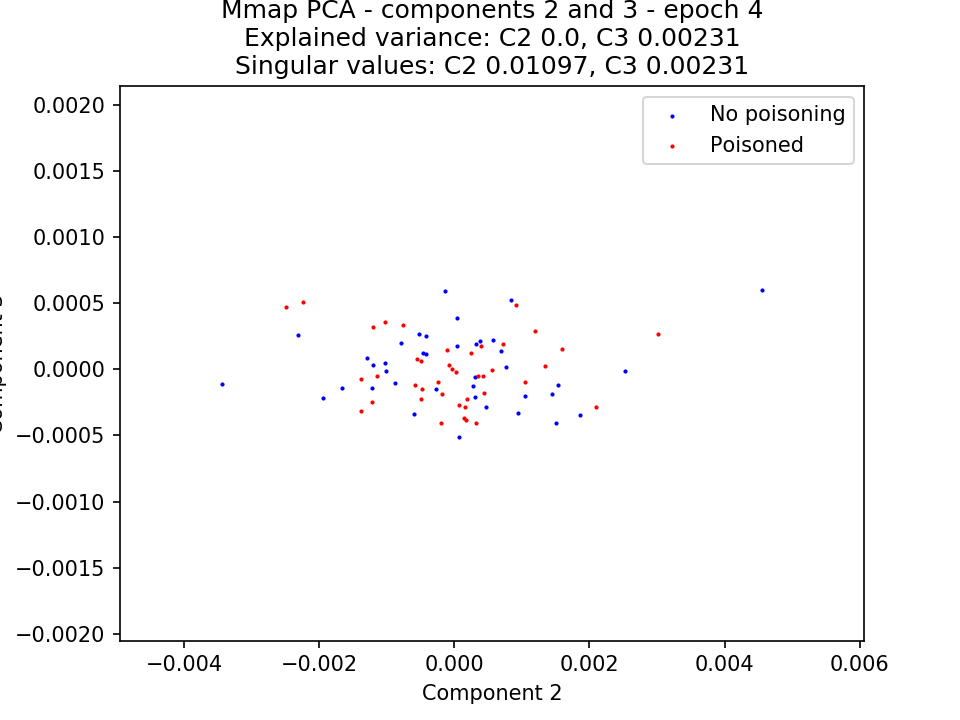 Mmap PCA - components 2 and 3 - epoch 4
Explained variance: C2 0.0, C3 0.00231
Singular values: C2 0.01097, C3 0.00231
No poisoning
Poisoned
0.0020
0.0015
0.0010
0.0005
0.0000
−0.0005
−0.0010
−0.0015
−0.0020
−0.004
−0.002
0.000
0.002
0.004
0.006
Component 2